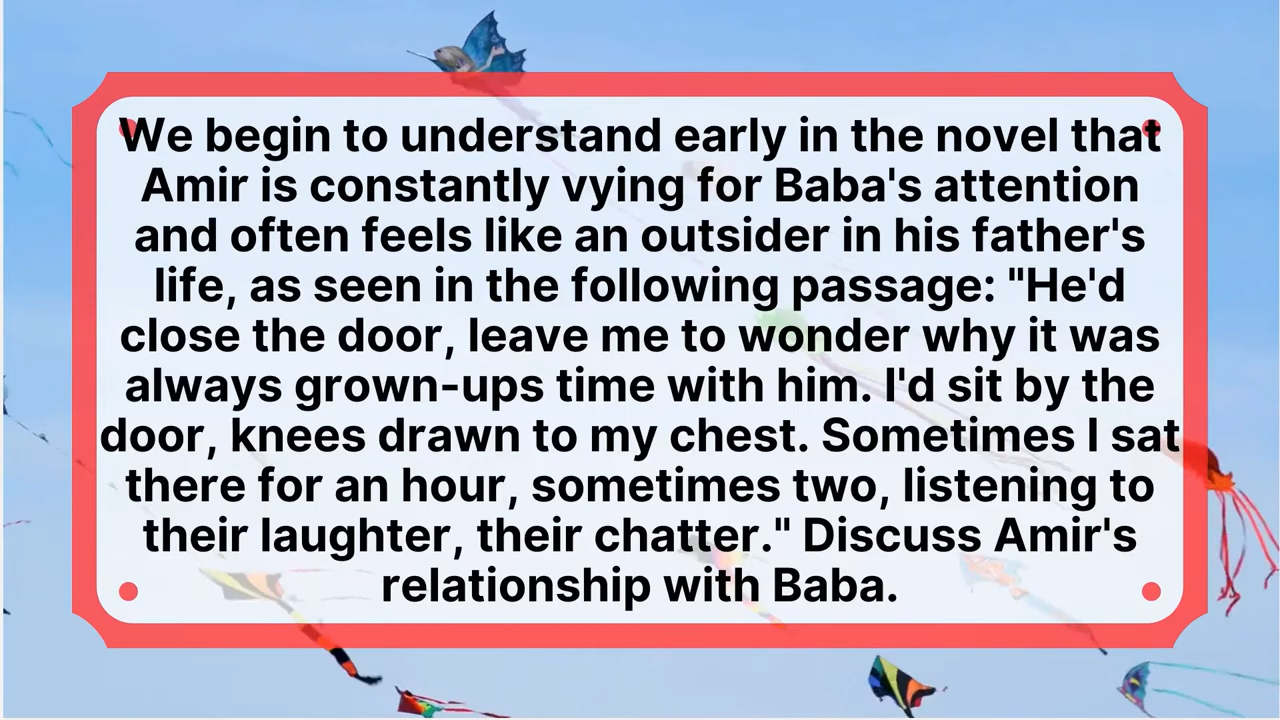 We begin to understand early in the novel that
Amir is constantly vying for Baba's attention
and often feels like an outsider in his father's
life, as seen in the following passage: "He'd
close the door, leave me to wonder why it was
always grown-ups time with him. I'd sit by the
door, knees drawn to my chest. Sometimes I sat
there for an hour, sometimes two, listening to
their laughter, their chatter." Discuss Amir's
relationship with Baba.